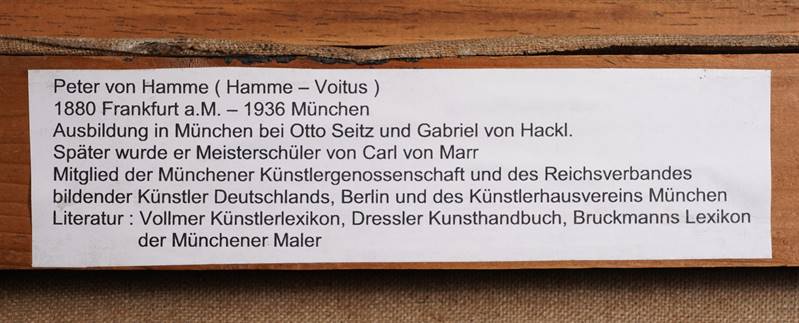 Peter von Hamme ( Hamme – Voitus )
1880 Frankfurt a.M. – 1936 München
Ausbildung in München bei Otto Seitz und Gabriel von Hackl.
Später wurde er Meisterschüler von Carl von Marr
Mitglied der Münchener Künstlergenossenschaft und des Reichsverbandes
bildender Künstler Deutschlands, Berlin und des Künstlerhausvereins München
Literatur : Vollmer Künstlerlexikon, Dressler Kunsthandbuch, Bruckmanns Lexikon
der Münchener Maler